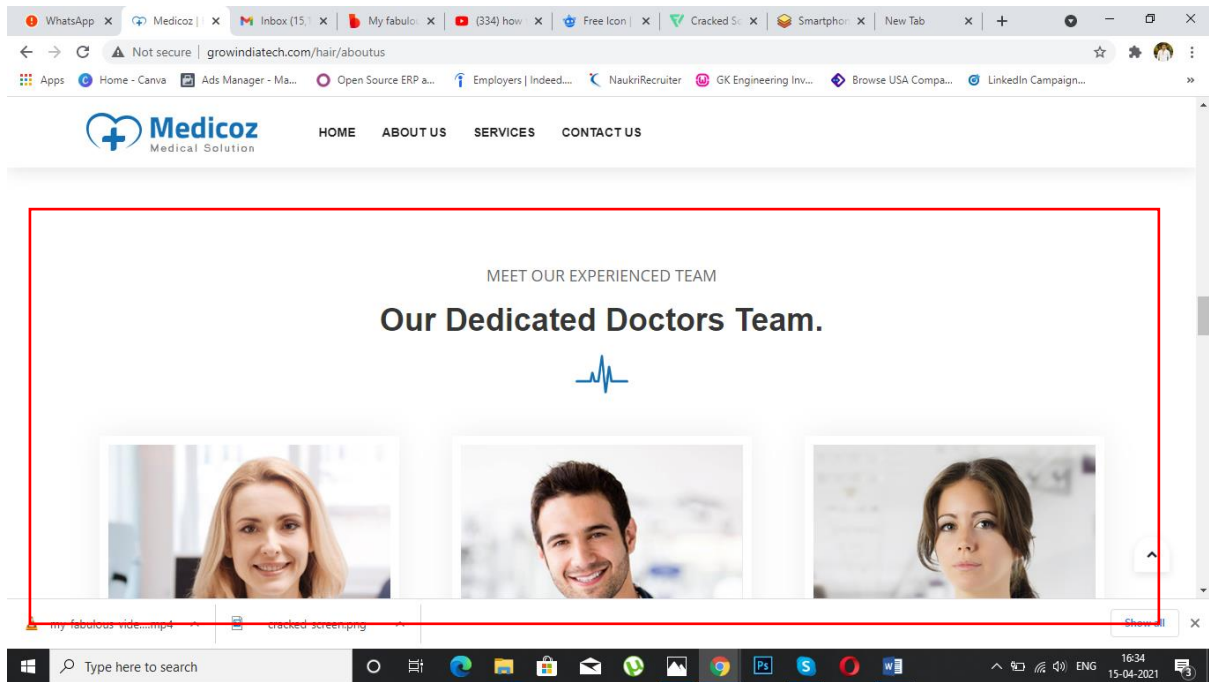 WhatsApp
Medicoz |
Inbox (15,
My fabulo
(334) how
Free Icon |
Cracked Sc
Smartphon
New Tab
Not secure | growindiatech.com/hair/aboutus
Apps
Home - Canva
Ads Manager - Ma...
Open Source ERP a...
Employers | Indeed....
NaukriRecruiter
GK Engineering Inv...
Browse USA Compa...
LinkedIn Campaign...
Medicoz
Medical Solution
HOME ABOUT US SERVICES CONTACT US
MEET OUR EXPERIENCED TEAM
Our Dedicated Doctors Team.
my fabulous vide....mp4
cracked screen.png
Show all
Type here to search
Ps
S
W
ENG
16:34
15-04-2021
3